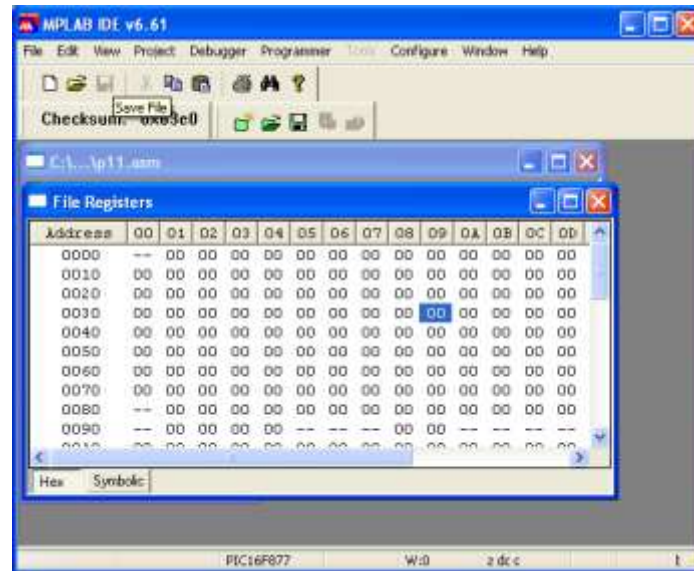 MPLAB IDE v6.61
File Edit View Project Debugger Programmer Tools Configure Window Help
Save File
Checksum: 0x63e0
C:\...\p11.asm
File Registers
Address 00 01 02 03 04 05 06 07 08 09 0A 0B 0C 0D
0000 -- 00 00 00 00 00 00 00 00 00 00 00 00 00
0010 00 00 00 00 00 00 00 00 00 00 00 00 00 00
0020 00 00 00 00 00 00 00 00 00 00 00 00 00 00
0030 00 00 00 00 00 00 00 00 00 00 00 00 00 00
0040 00 00 00 00 00 00 00 00 00 00 00 00 00 00
0050 00 00 00 00 00 00 00 00 00 00 00 00 00 00
0060 00 00 00 00 00 00 00 00 00 00 00 00 00 00
0070 00 00 00 00 00 00 00 00 00 00 00 00 00 00
0080 -- 00 00 00 00 00 00 00 00 00 00 00 00 00
0090 -- 00 00 00 00 -- -- -- 00 00 -- -- -- --
Hex Symbolic
PIC16F877 W:0 z dc c